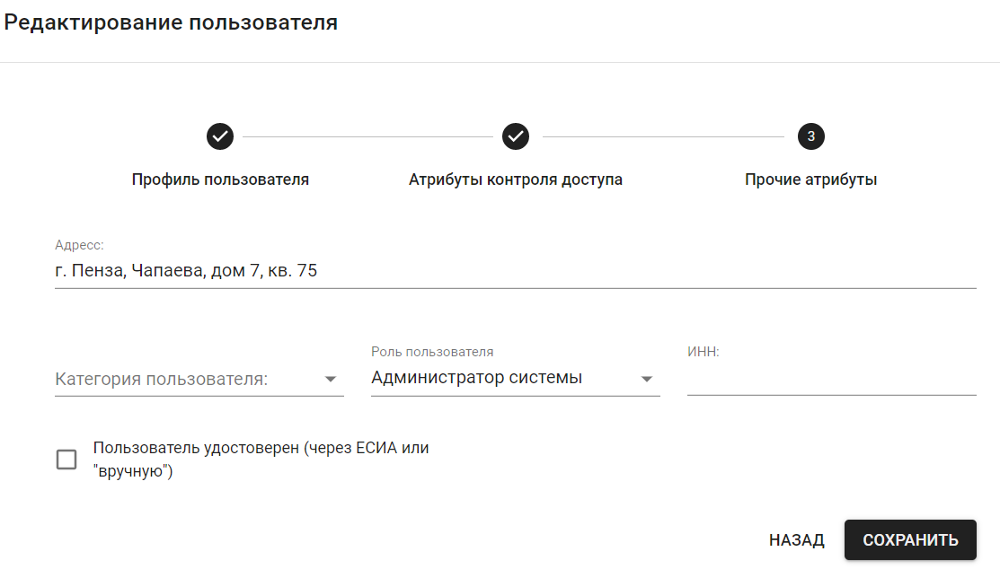 Редактирование пользователя
3
Профиль пользователя
Атрибуты контроля доступа
Прочие атрибуты
Адресс:
г. Пенза, Чапаева, дом 7, кв. 75
Роль пользователя
ИНН:
Категория пользователя:
Администратор системы
Пользователь удостоверен (через ЕСИА или
"вручную")
НАЗАД
СОХРАНИТЬ